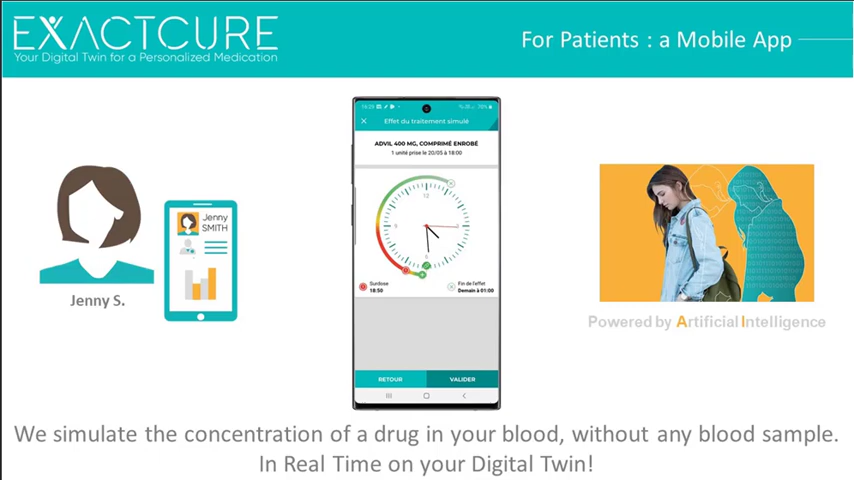 EXACTCURE
Your Digital Twin for a Personalized Medication
For Patients : a Mobile App
Jenny
SMITH
Jenny S.
Effet du traitement simulé
ADVIL 400 MG, COMPRIMÉ ENROBÉ
1 unité prise le 20/05 à 18:00
12
Surdose
18:50
Fin de l'effet
Demain à 01:00
RETOUR
VALIDER
Powered by Artificial Intelligence
We simulate the concentration of a drug in your blood, without any blood sample.
In Real Time on your Digital Twin!